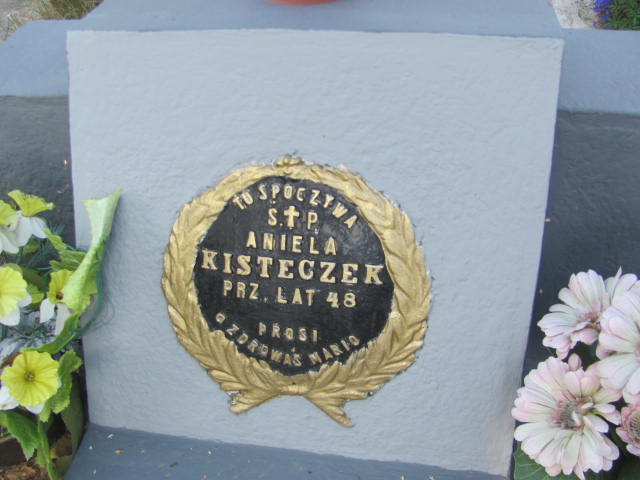 TU SPOCZYWA
Ś.✝P.
ANIELA
KISTECZEK
PRZ. LAT 48
PROSI
O ZDROWAŚ MARIO